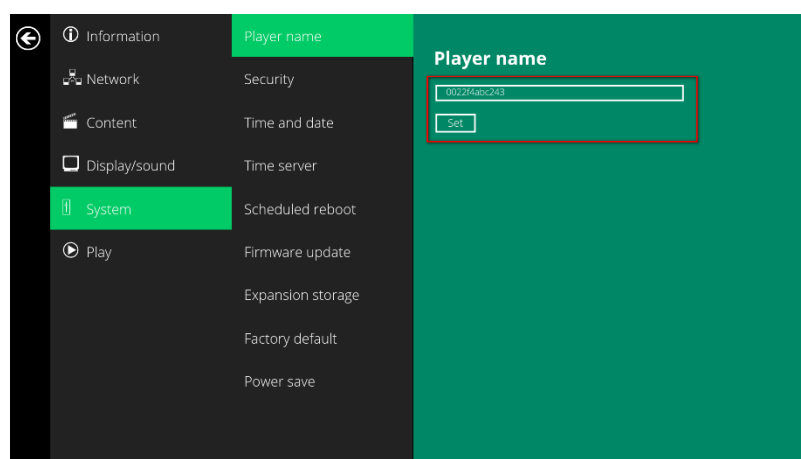 Information
Network
Content
Display/sound
System
Play
Player name
Security
Time and date
Time server
Scheduled reboot
Firmware update
Expansion storage
Factory default
Power save
Player name
0022f4abc243
Set